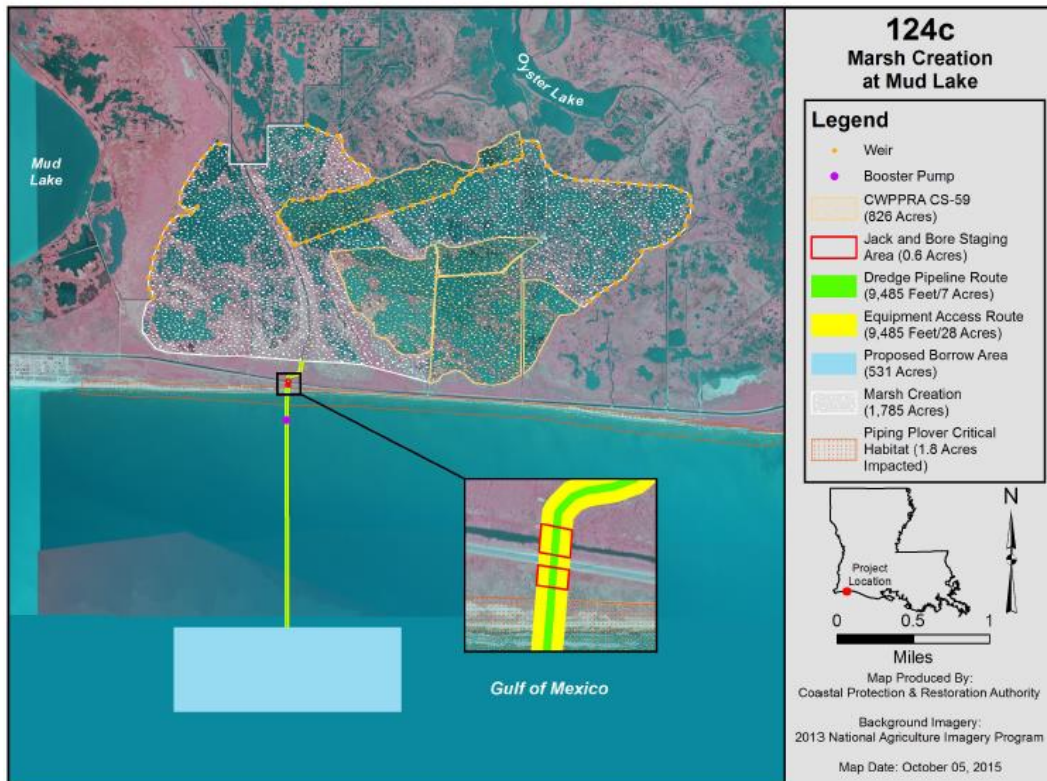 124c
Marsh Creation
at Mud Lake
Legend
Weir
Booster Pump
CWPPRA CS-59
(826 Acres)
Jack and Bore Staging
Area (0.6 Acres)
Dredge Pipeline Route
(9,485 Feet/7 Acres)
Equipment Access Route
(9,485 Feet/28 Acres)
Proposed Borrow Area
(531 Acres)
Marsh Creation
(1,785 Acres)
Piping Plover Critical
Habitat (1.8 Acres
Impacted)
Oyster Lake
Mud
Lake
Gulf of Mexico
N
Project
Location
0 0.5 1
Miles
Map Produced By:
Coastal Protection & Restoration Authority
Background Imagery:
2013 National Agriculture Imagery Program
Map Date: October 05, 2015